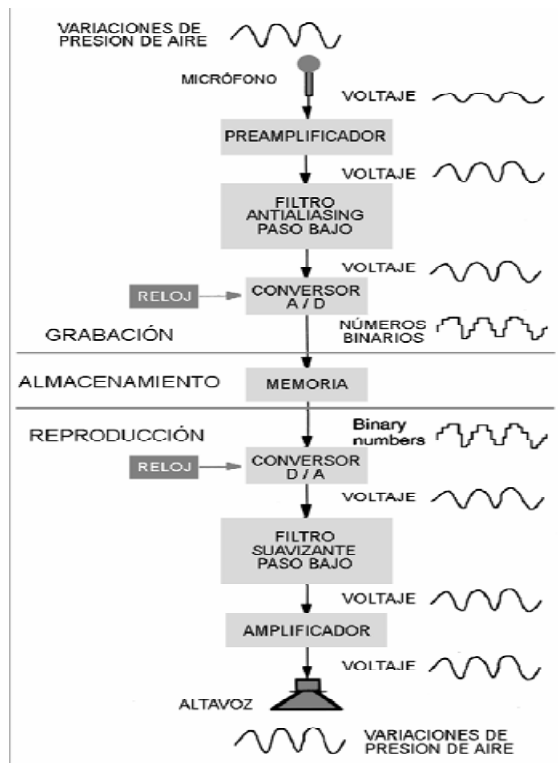 VARIACIONES DE
PRESION DE AIRE
MICRÓFONO
VOLTAJE
PREAMPLIFICADOR
VOLTAJE
FILTRO
ANTIALIASING
PASO BAJO
VOLTAJE
RELOJ
CONVERSOR
A / D
GRABACIÓN
NÚMEROS
BINARIOS
ALMACENAMIENTO
MEMORIA
REPRODUCCIÓN
Binary
numbers
RELOJ
CONVERSOR
D / A
VOLTAJE
FILTRO
SUAVIZANTE
PASO BAJO
VOLTAJE
AMPLIFICADOR
VOLTAJE
ALTAVOZ
VARIACIONES DE
PRESION DE AIRE